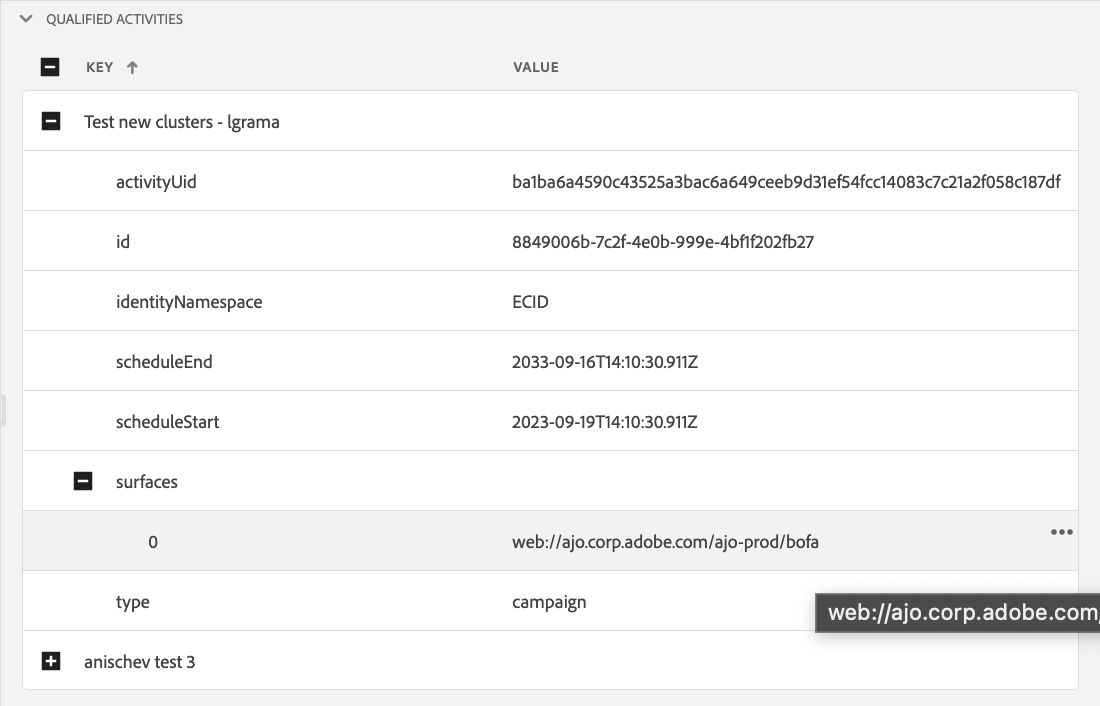 QUALIFIED ACTIVITIES
KEY VALUE
Test new clusters - lgrama
activityUid ba1ba6a4590c43525a3bac6a649ceeb9d31ef54fcc14083c7c21a2f058c187df
id 8849006b-7c2f-4e0b-999e-4bf1f202fb27
identityNamespace ECID
scheduleEnd 2033-09-16T14:10:30.911Z
scheduleStart 2023-09-19T14:10:30.911Z
surfaces
0 web://ajo.corp.adobe.com/ajo-prod/bofa
type campaign
web://ajo.corp.adobe.com/
anischev test 3